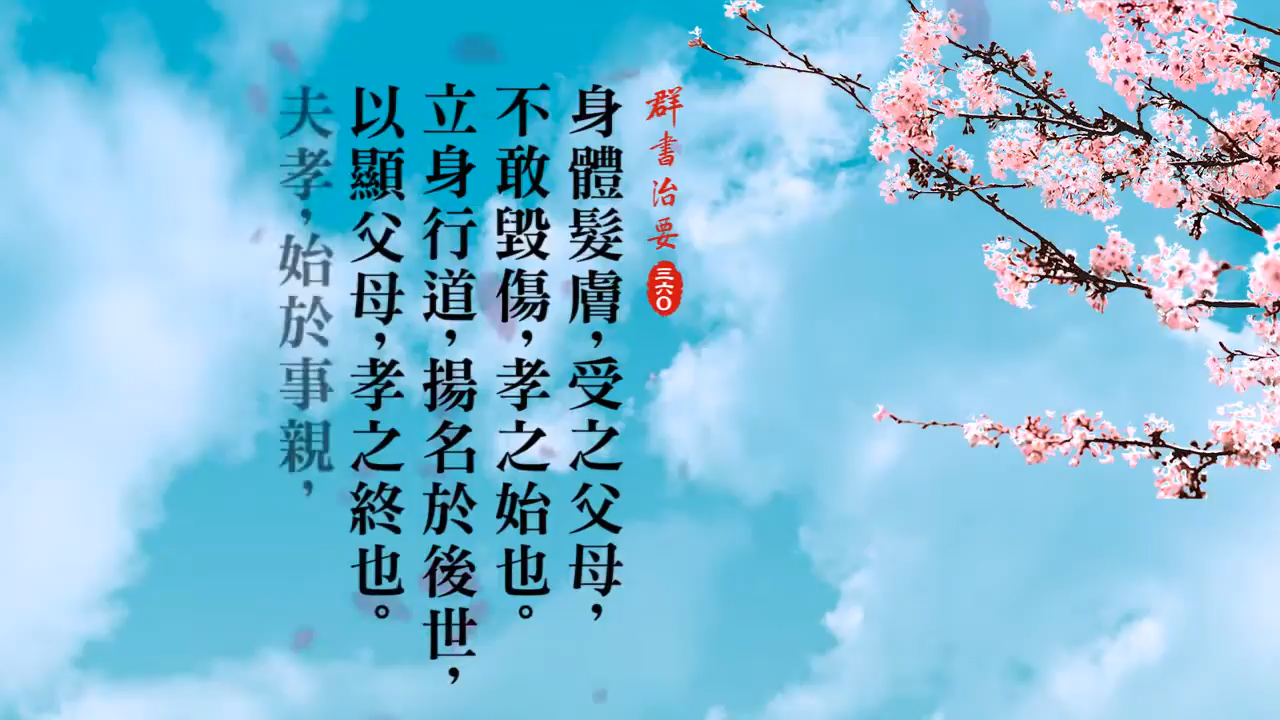 群書治要
三六〇
身體髮膚，受之父母，
不敢毀傷，孝之始也。
立身行道，揚名於後世，
以顯父母，孝之終也。
夫孝，始於事親，